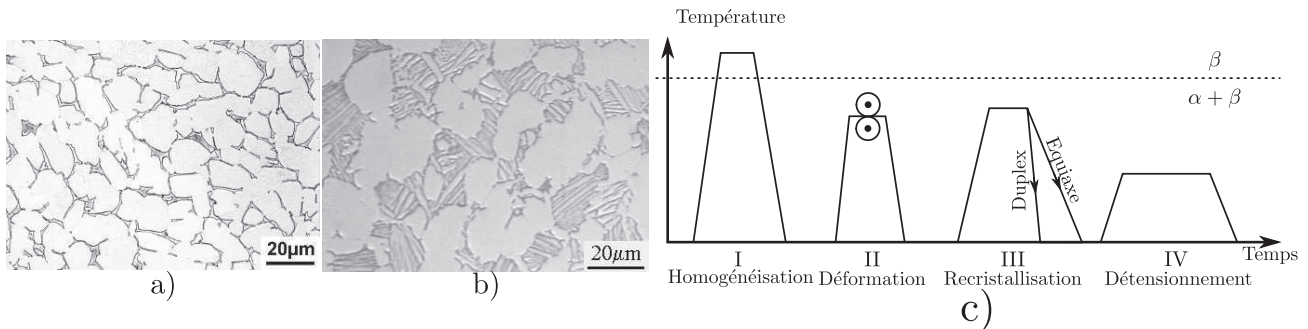 Température
β
α + β
20µm
20µm
Duplex
Equiaxe
I
II
III
IV
Temps
Homogénéisation
Déformation
Recristallisation
Détensionnement
a)
b)
c)